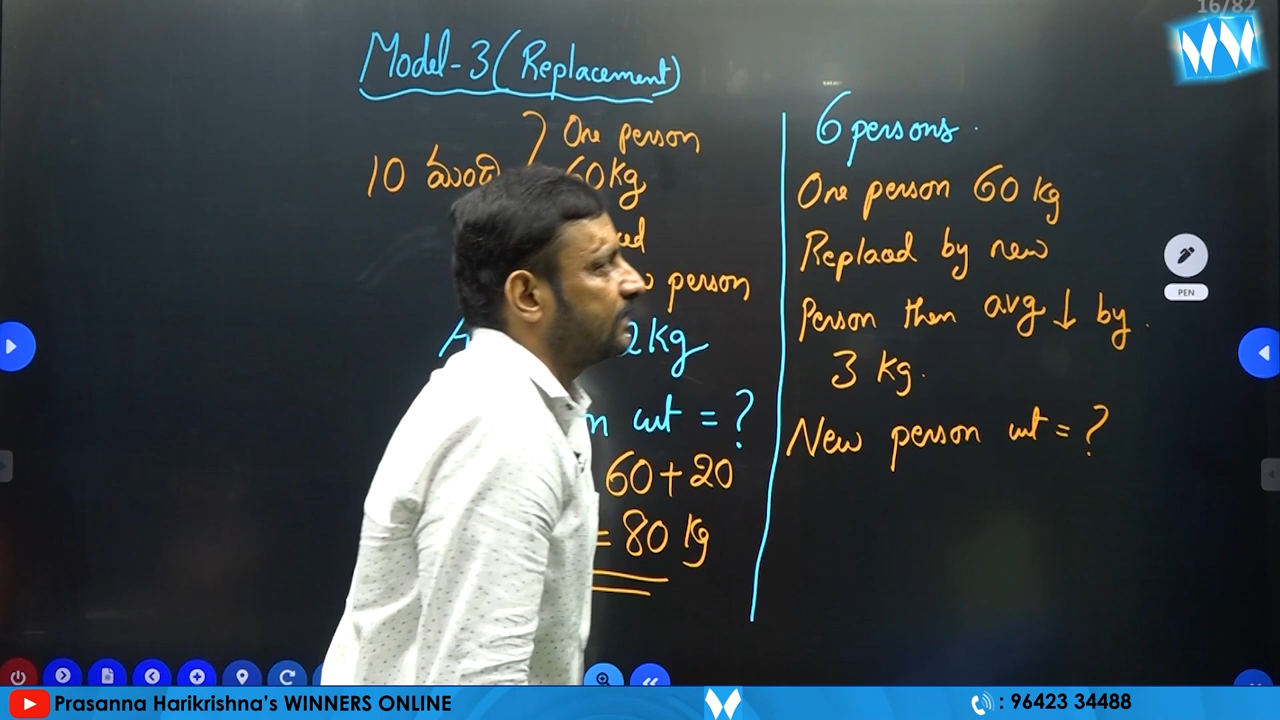 16/82
Model-3 (Replacement)
10 మంది
One person
60kg
person
2kg
wt = ?
60+20
= 80 kg
6 persons.
One person 60 kg
Replaced by new
Person then avg ↓ by
3 kg.
New person wt = ?
PEN
Prasanna Harikrishna's WINNERS ONLINE
: 96423 34488